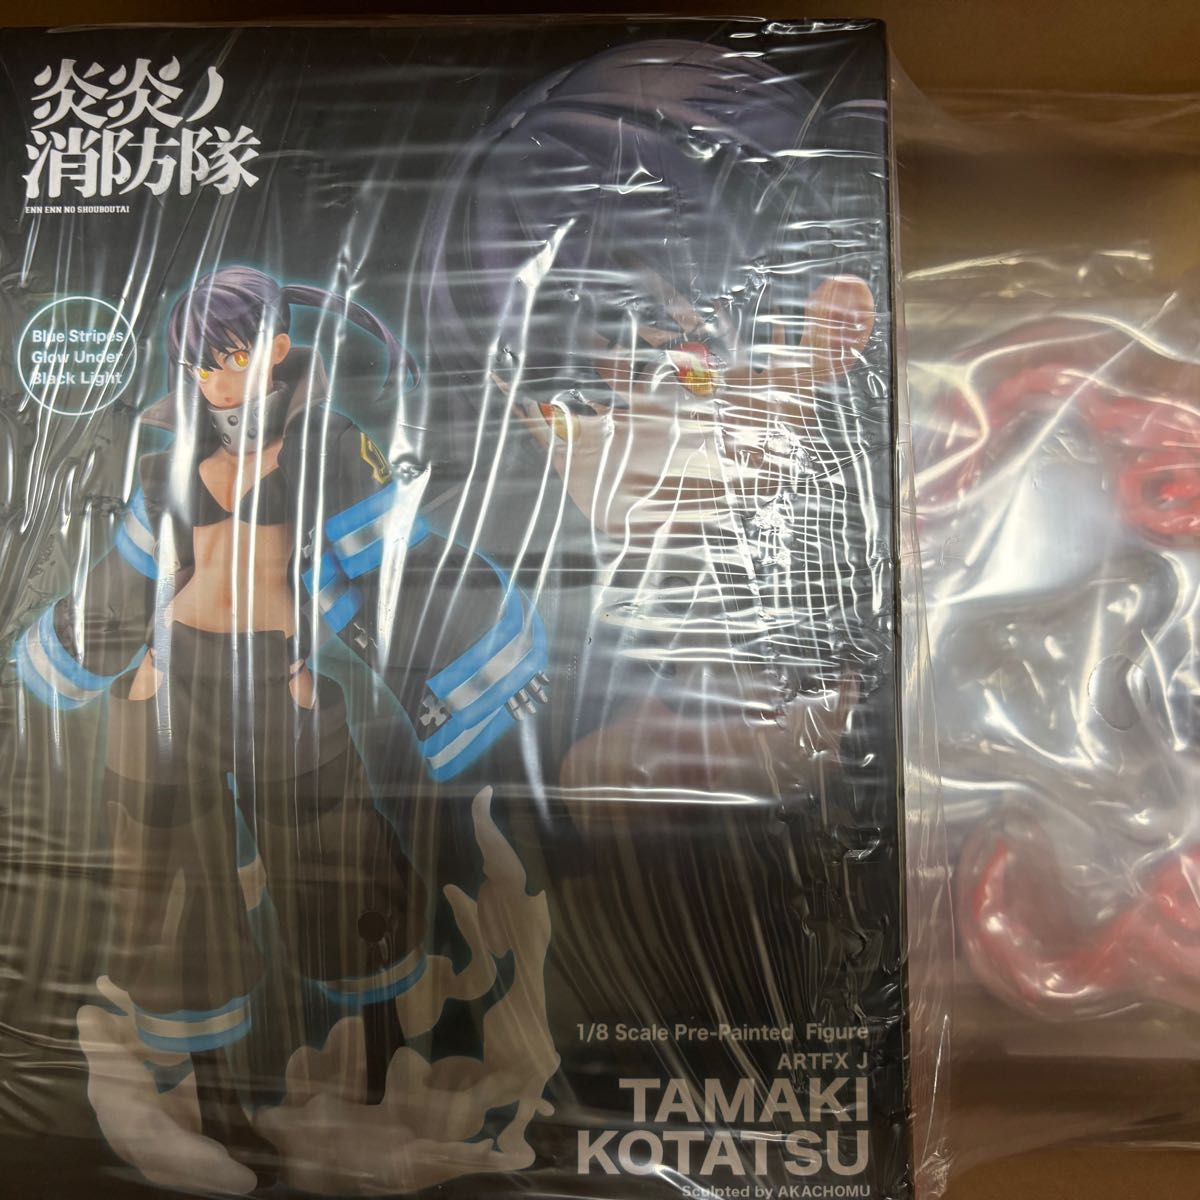 炎炎ノ
消防隊
ENN ENN NO SHOUBOUTAI
Blue Stripes
Glow Under
Black Light
1/8 Scale Pre-Painted Figure
ARTFX J
TAMAKI
KOTATSU
Sculpted by AKACHOMU